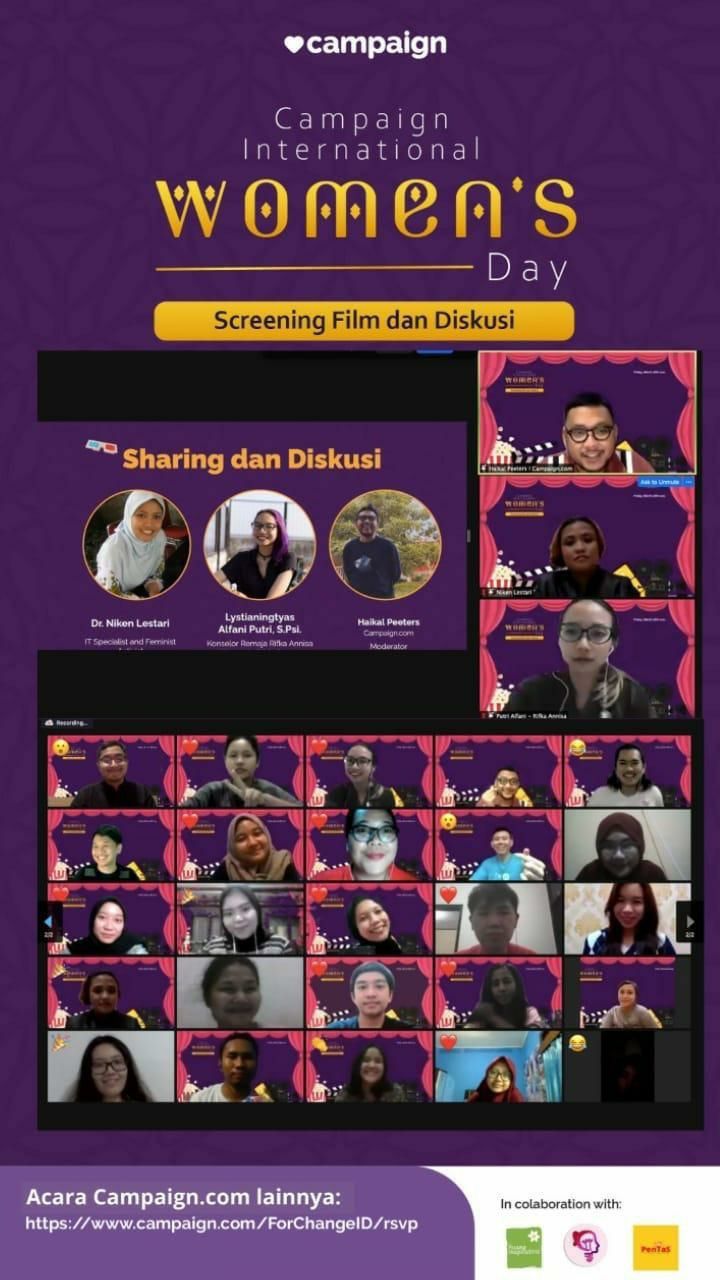 campaign
Campaign
International
women's
Day
Screening Film dan Diskusi
Sharing dan Diskusi
Dr. Niken Lestari
IT Specialist and Feminist
Lystianingtyas
Alfani Putri, S.Psi.
Konselor Remaja Rifka Annisa
Haikal Peeters
Campaign.com
Moderator
WOMEN'S
Haikal Peeters | Campaign.com
Ask to Unmute
WOMEN'S
Niken Lestari
WOMEN'S
Putri Alfani - Rifka Annisa
Recording...
2/2
2/2
Acara Campaign.com lainnya:
https://www.campaign.com/ForChangeID/rsvp
In colaboration with:
PenTaS